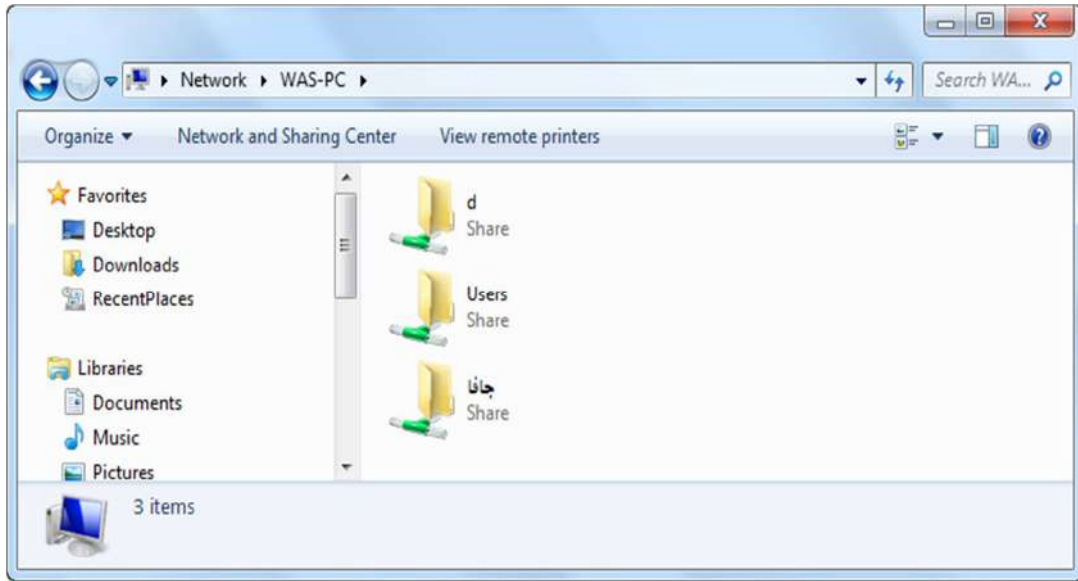 Network ▸ WAS-PC ▸
Search WA...
Organize
Network and Sharing Center
View remote printers
Favorites
Desktop
Downloads
RecentPlaces
Libraries
Documents
Music
Pictures
d
Share
Users
Share
جافا
Share
3 items